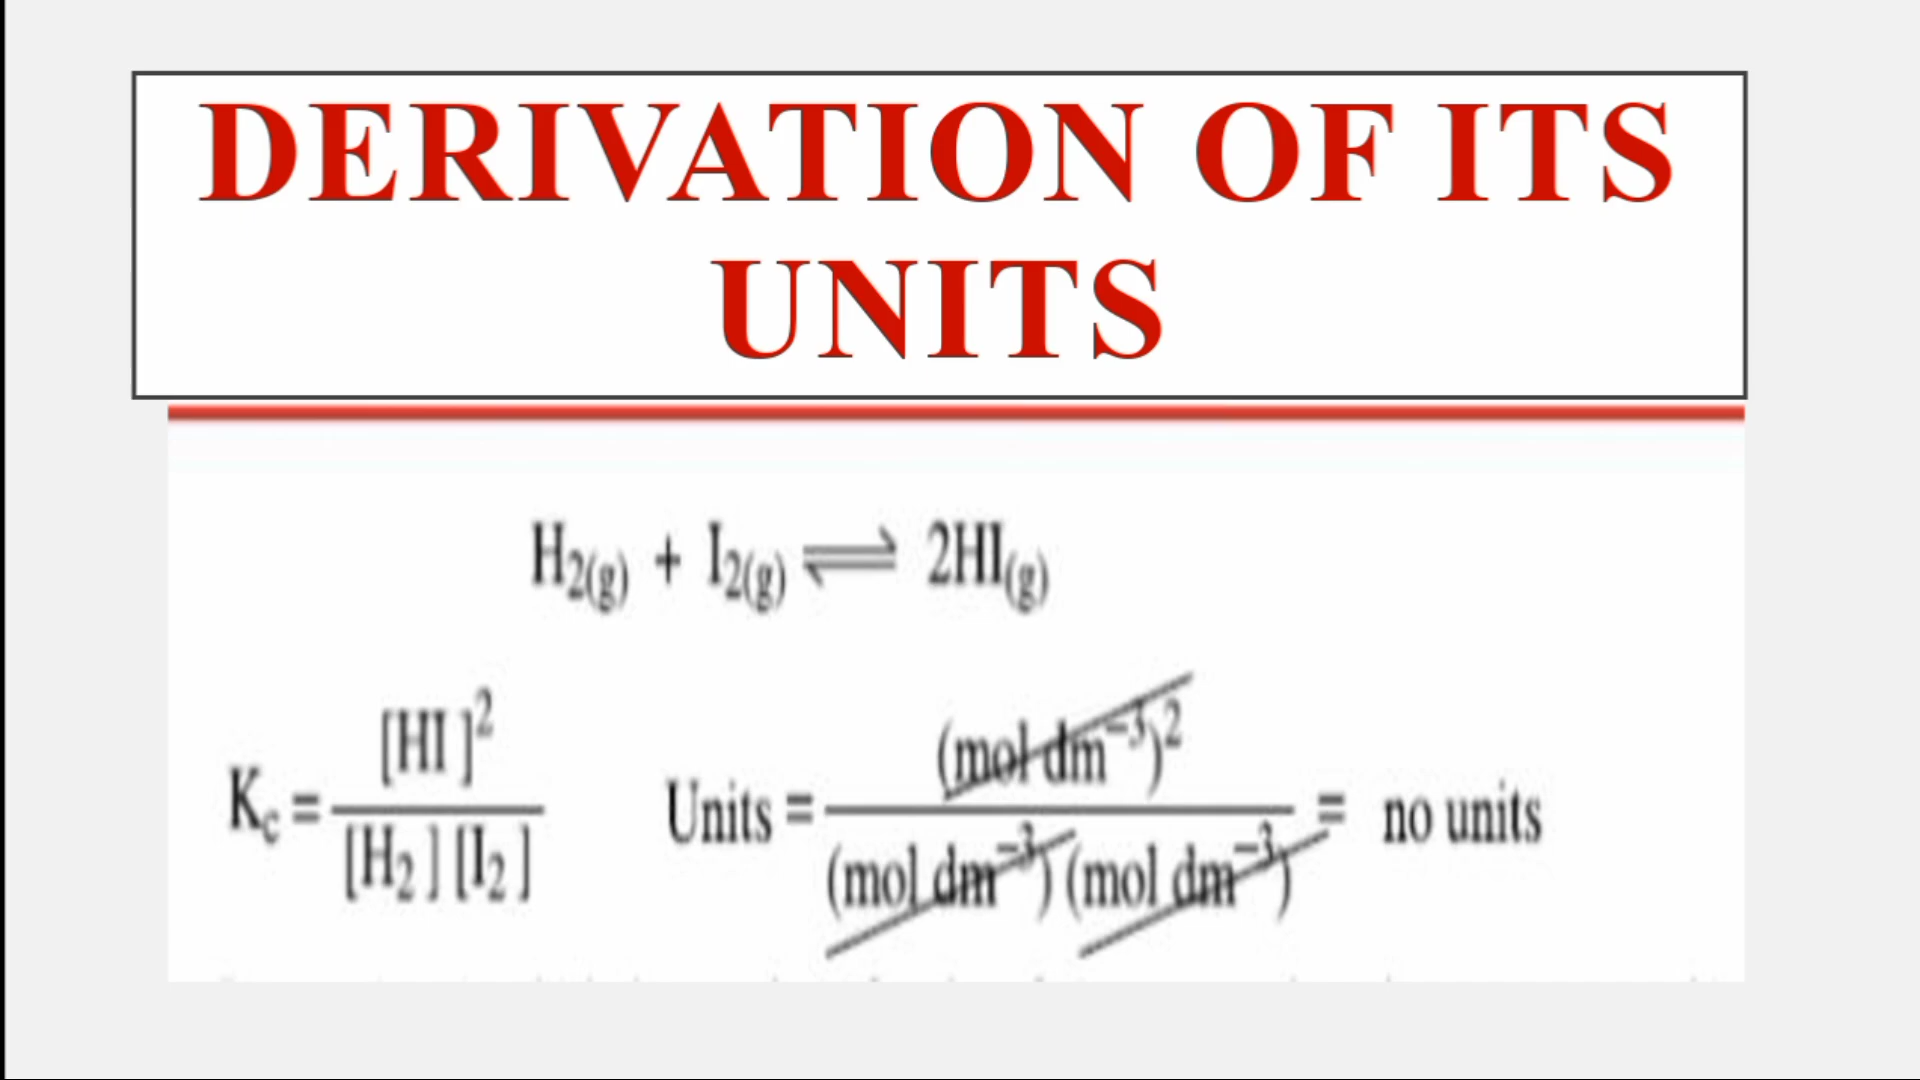 DERIVATION OF ITS
UNITS
H₂(g) + I₂(g) ⇌ 2HI(g)
K_c = [HI]² / [H₂] [I₂] Units = (mol dm⁻³)² / (mol dm⁻³) (mol dm⁻³) = no units